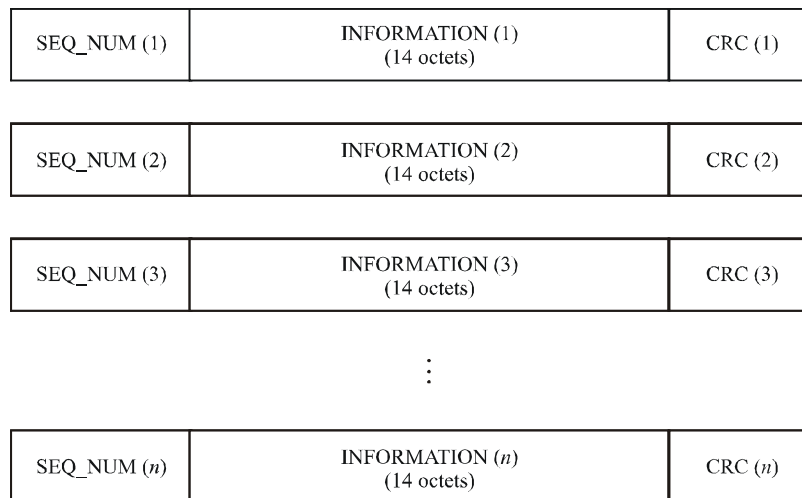 SEQ_NUM (1) INFORMATION (1) CRC (1)
(14 octets)
SEQ_NUM (2) INFORMATION (2) CRC (2)
(14 octets)
SEQ_NUM (3) INFORMATION (3) CRC (3)
(14 octets)
⋮
SEQ_NUM (n) INFORMATION (n) CRC (n)
(14 octets)